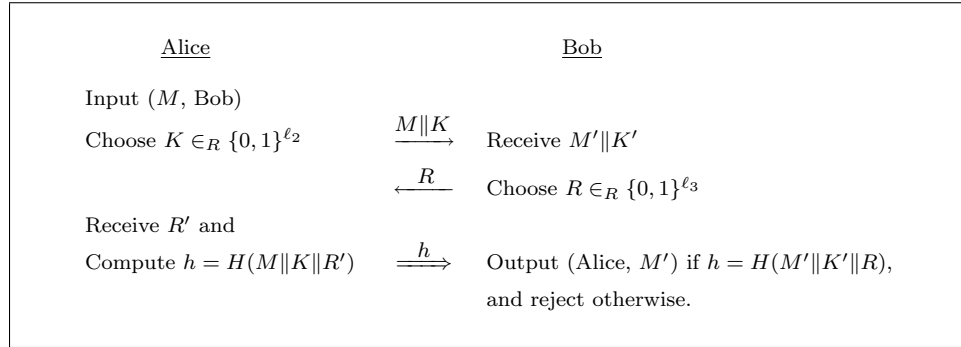 Alice Bob
Input (M, Bob)
M∥K
Choose K ∈_R {0, 1}^{ℓ_2} Receive M′∥K′
R
Choose R ∈_R {0, 1}^{ℓ_3}
Receive R′ and
h
Compute h = H(M∥K∥R′) Output (Alice, M′) if h = H(M′∥K′∥R),
and reject otherwise.